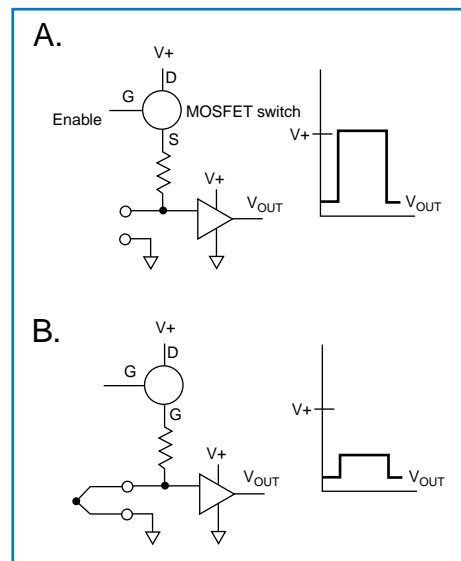 A.
V+
D
G
Enable
MOSFET switch
S
V+
VOUT
V+
VOUT
B.
V+
D
G
G
V+
VOUT
V+
VOUT